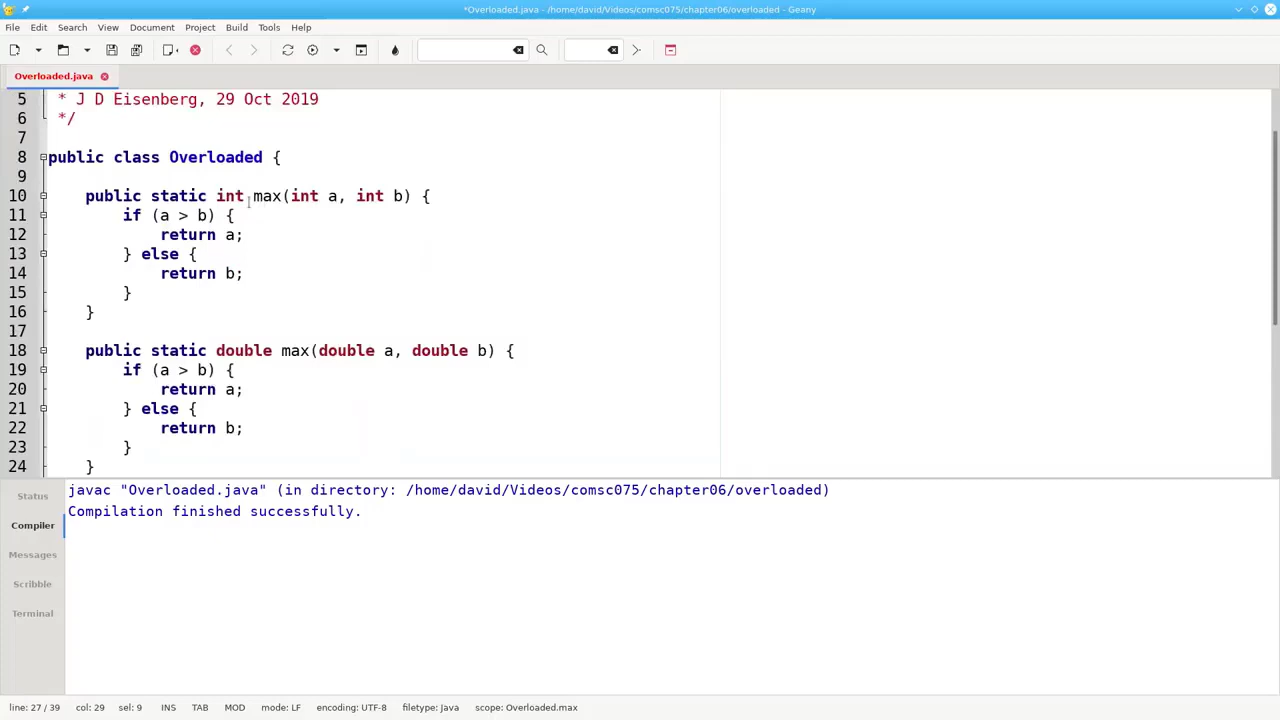 *Overloaded.java - /home/david/Videos/comsc075/chapter06/overloaded - Geany
File Edit Search View Document Project Build Tools Help
Overloaded.java
5 * J D Eisenberg, 29 Oct 2019
6 */
7
8 public class Overloaded {
9
10 public static int max(int a, int b) {
11 if (a > b) {
12 return a;
13 } else {
14 return b;
15 }
16 }
17
18 public static double max(double a, double b) {
19 if (a > b) {
20 return a;
21 } else {
22 return b;
23 }
24 }
Status
Compiler
Messages
Scribble
Terminal
javac "Overloaded.java" (in directory: /home/david/Videos/comsc075/chapter06/overloaded)
Compilation finished successfully.
line: 27 / 39 col: 29 sel: 9 INS TAB MOD mode: LF encoding: UTF-8 filetype: Java scope: Overloaded.max